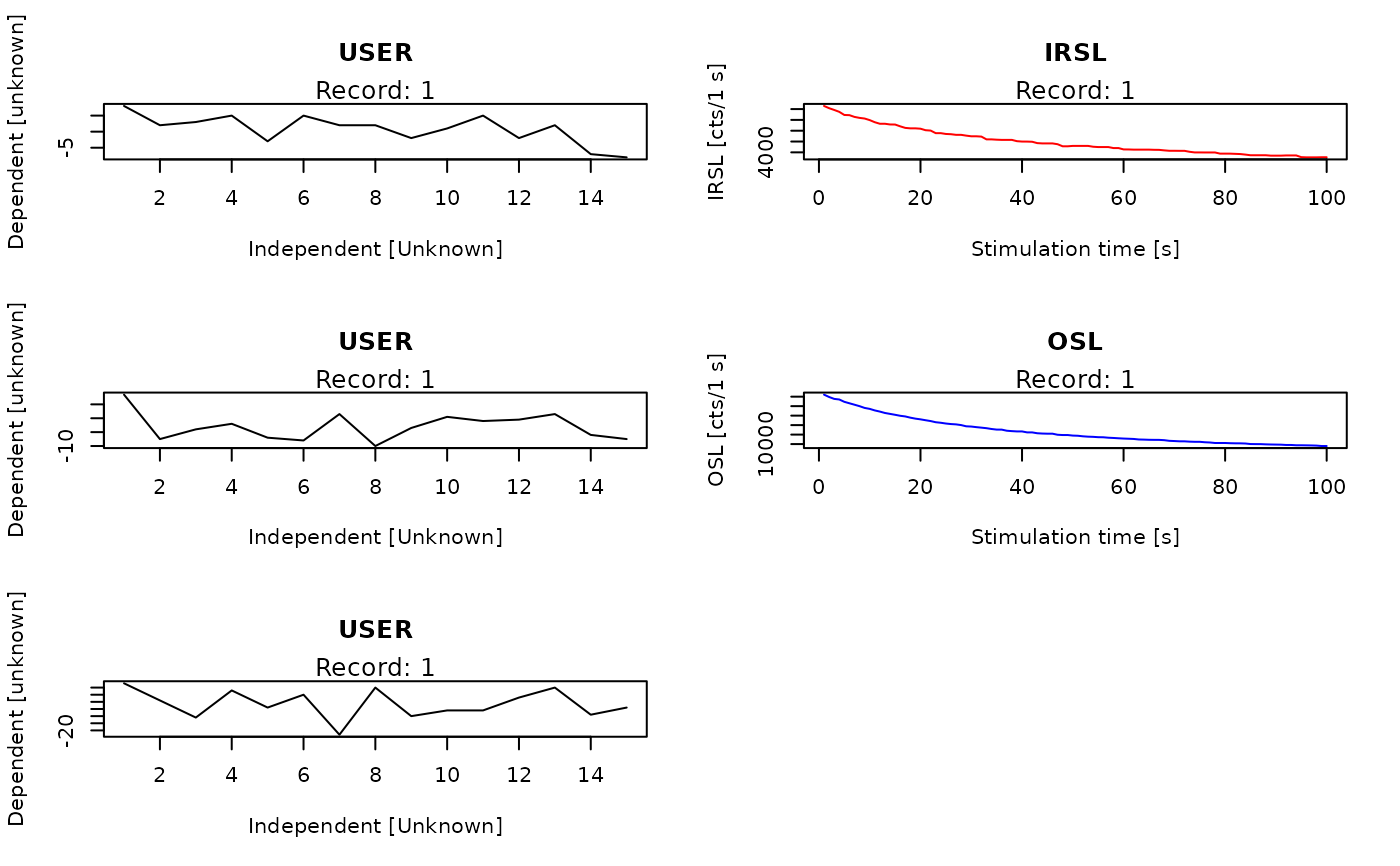 USER
Record: 1
Dependent [unknown]
-5
2 4 6 8 10 12 14
Independent [Unknown]
IRSL
Record: 1
IRSL [cts/1 s]
4000
0 20 40 60 80 100
Stimulation time [s]
USER
Record: 1
Dependent [unknown]
-10
2 4 6 8 10 12 14
Independent [Unknown]
OSL
Record: 1
OSL [cts/1 s]
10000
0 20 40 60 80 100
Stimulation time [s]
USER
Record: 1
Dependent [unknown]
-20
2 4 6 8 10 12 14
Independent [Unknown]